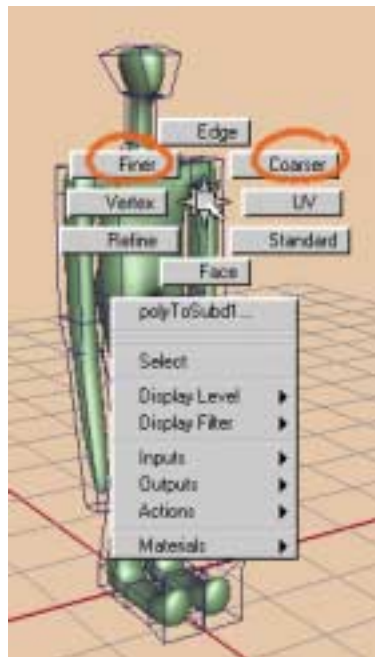 Edge
Finer
Coarser
Vertex
UV
Refine
Standard
Face
polyToSubd1...
Select
Display Level
Display Filter
Inputs
Outputs
Actions
Materials